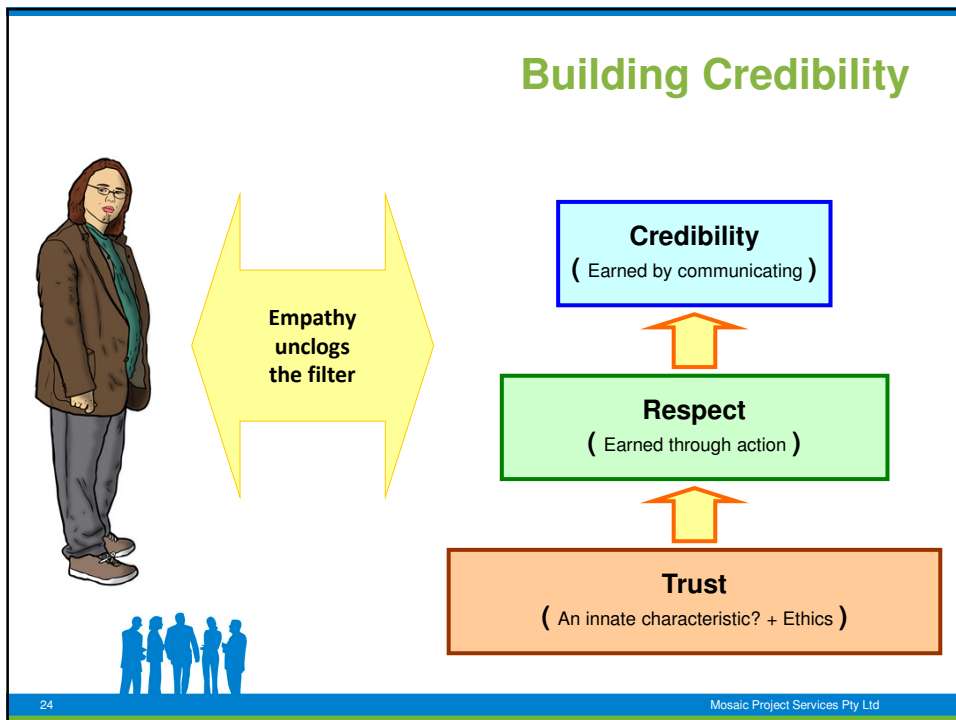 Building Credibility
Empathy
unclogs
the filter
Credibility
( Earned by communicating )
Respect
( Earned through action )
Trust
( An innate characteristic? + Ethics )
24
Mosaic Project Services Pty Ltd